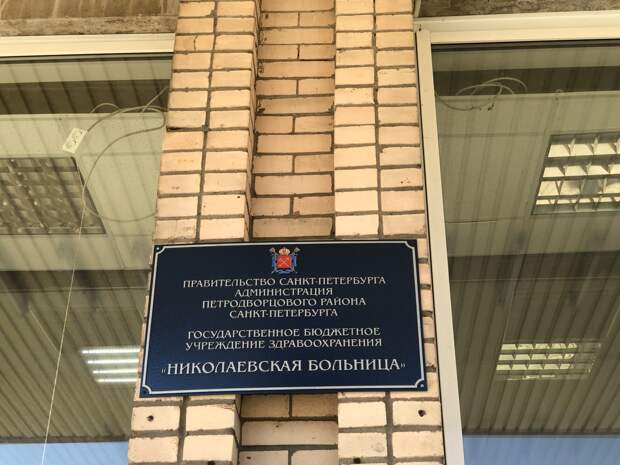 ПРАВИТЕЛЬСТВО САНКТ-ПЕТЕРБУРГА
АДМИНИСТРАЦИЯ
ПЕТРОДВОРЦОВОГО РАЙОНА
САНКТ-ПЕТЕРБУРГА
ГОСУДАРСТВЕННОЕ БЮДЖЕТНОЕ
УЧРЕЖДЕНИЕ ЗДРАВООХРАНЕНИЯ
«НИКОЛАЕВСКАЯ БОЛЬНИЦА»